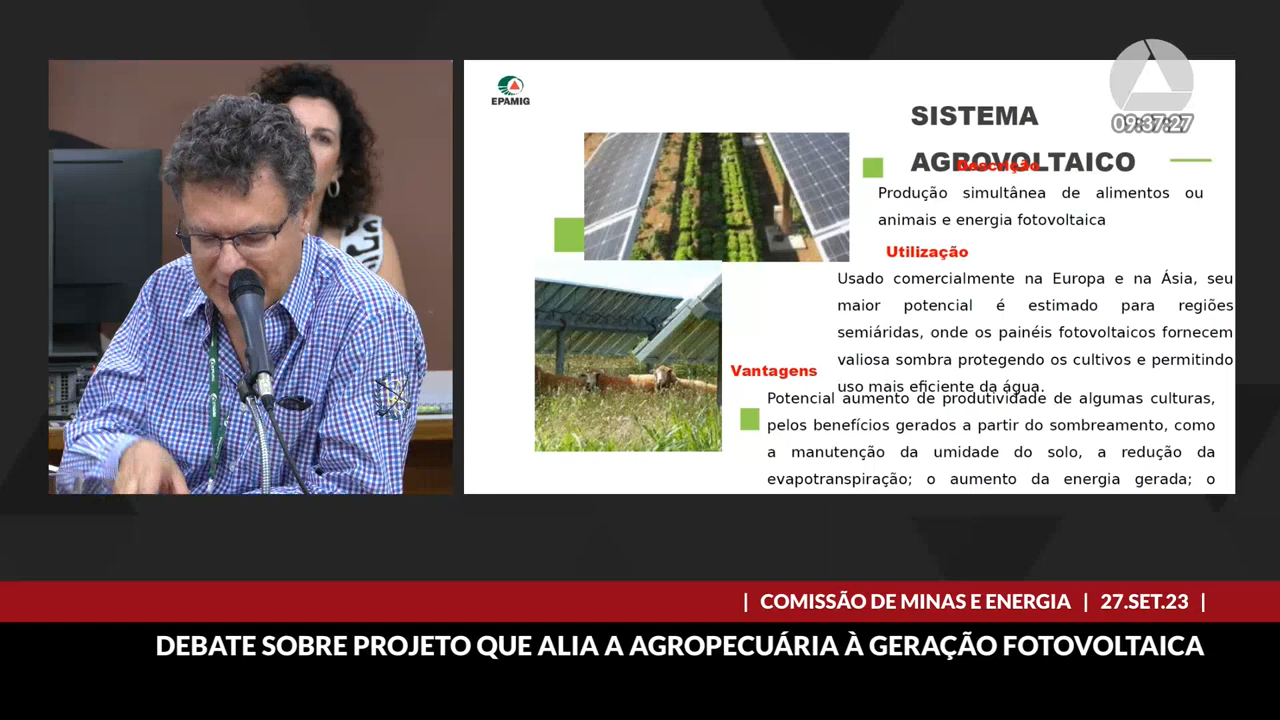 EPAMIG
SISTEMA
AGROVOLTAICO
09:37:27
Descrição
Produção simultânea de alimentos ou
animais e energia fotovoltaica
Utilização
Usado comercialmente na Europa e na Ásia, seu
maior potencial é estimado para regiões
semiáridas, onde os painéis fotovoltaicos fornecem
valiosa sombra protegendo os cultivos e permitindo
uso mais eficiente da água.
Vantagens
Potencial aumento de produtividade de algumas culturas,
pelos benefícios gerados a partir do sombreamento, como
a manutenção da umidade do solo, a redução da
evapotranspiração; o aumento da energia gerada; o
| COMISSÃO DE MINAS E ENERGIA | 27.SET.23 |
DEBATE SOBRE PROJETO QUE ALIA A AGROPECUÁRIA À GERAÇÃO FOTOVOLTAICA